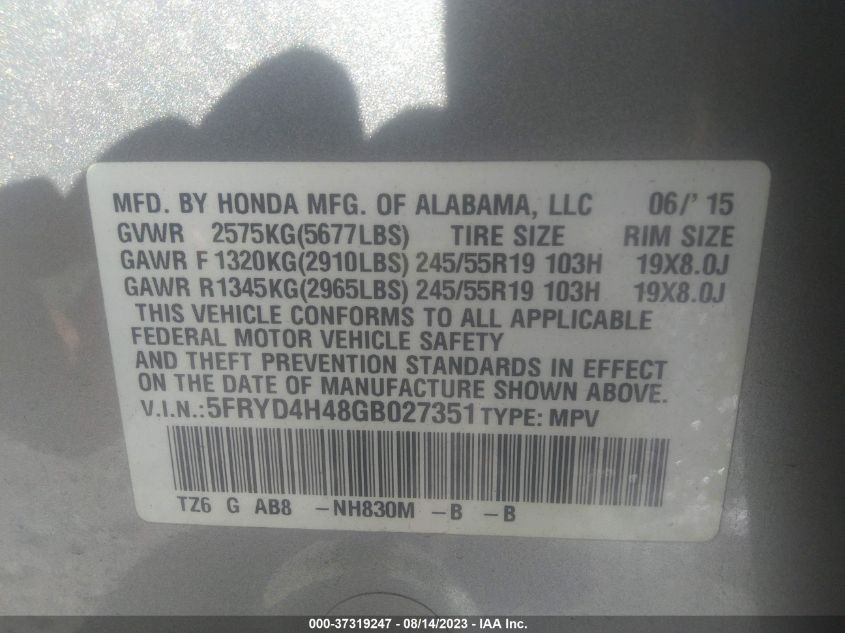 MFD. BY HONDA MFG. OF ALABAMA, LLC 06/' 15
GVWR 2575KG(5677LBS) TIRE SIZE RIM SIZE
GAWR F 1320KG(2910LBS) 245/55R19 103H 19X8.0J
GAWR R1345KG(2965LBS) 245/55R19 103H 19X8.0J
THIS VEHICLE CONFORMS TO ALL APPLICABLE
FEDERAL MOTOR VEHICLE SAFETY
AND THEFT PREVENTION STANDARDS IN EFFECT
ON THE DATE OF MANUFACTURE SHOWN ABOVE.
V.I.N.:5FRYD4H48GB027351 TYPE: MPV
TZ6 G AB8 -NH830M -B -B
000-37319247 - 08/14/2023 - IAA Inc.